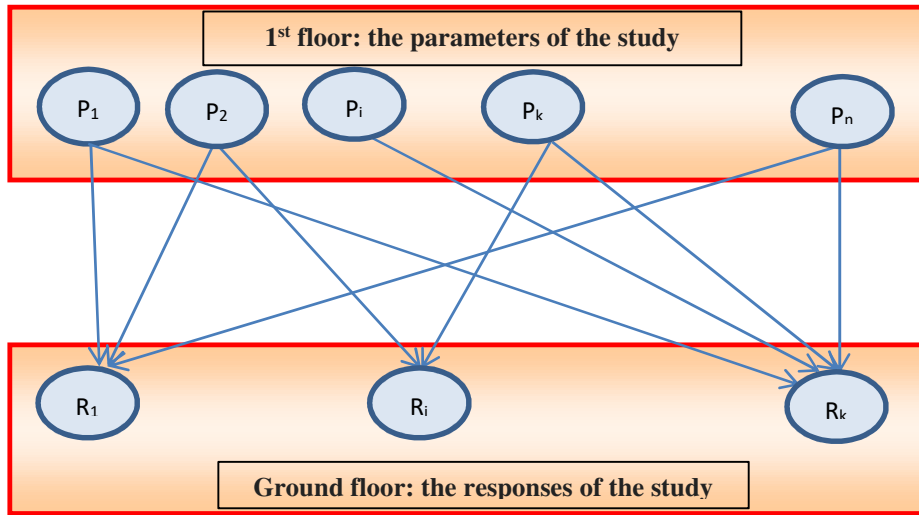 1st floor: the parameters of the study
P1 P2 Pi Pk Pn
R1 Ri Rk
Ground floor: the responses of the study